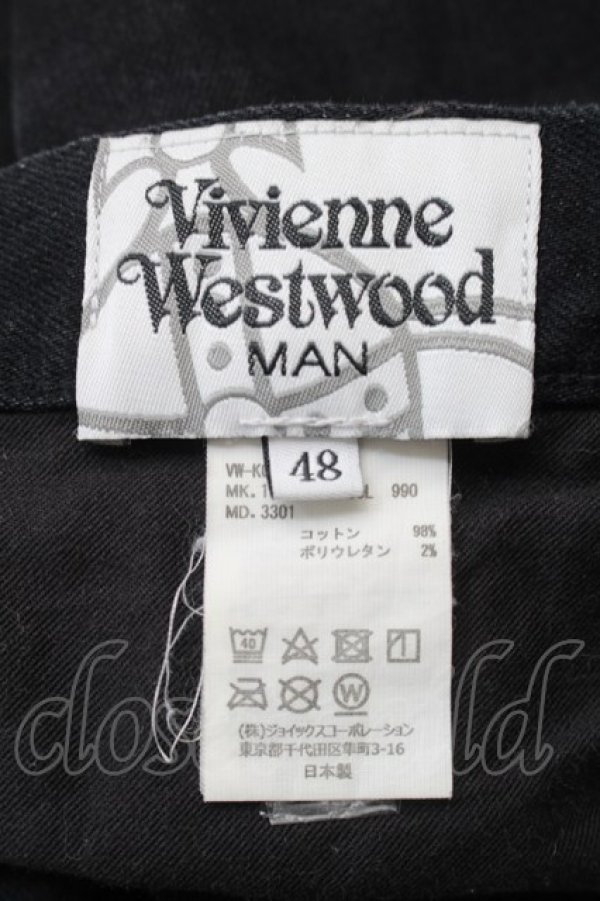 Vivienne
Westwood
MAN
48
MK. 990
MD. 3301
コットン 98%
ポリウレタン 2%
40
W
(株)ジョイックスコーポレーション
東京都千代田区隼町3-16
日本製